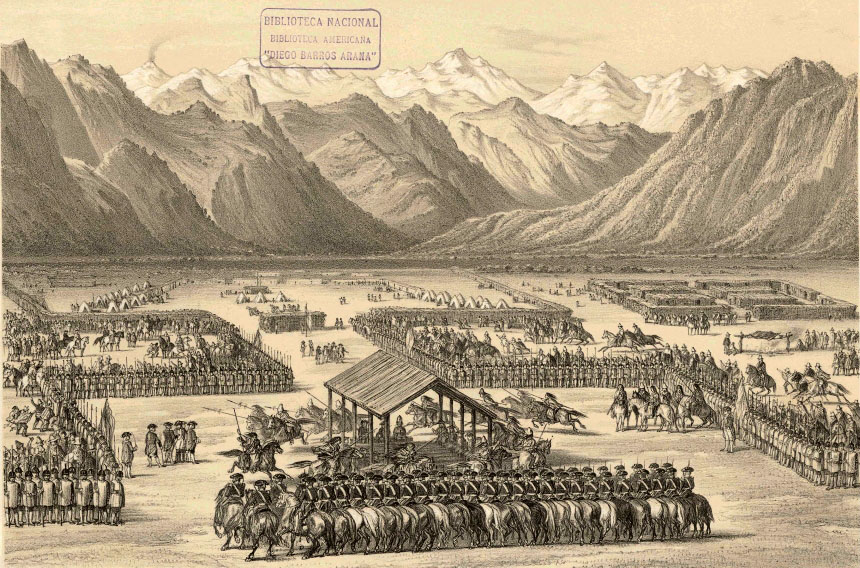 BIBLIOTECA NACIONAL
BIBLIOTECA AMERICANA
"DIEGO BARROS ARANA"